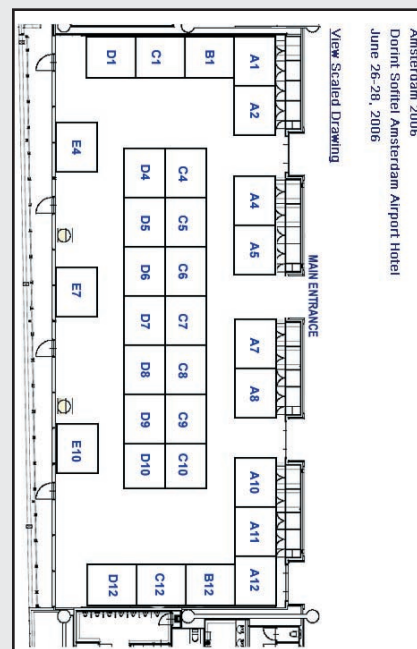 Amsterdam 2006
Dorint Sofitel Amsterdam Airport Hotel
June 26-28, 2006
View Scaled Drawing
MAIN ENTRANCE
A1 A2 A4 A5 A7 A8 A10 A11 A12
B1 B12
C1 C4 C5 C6 C7 C8 C9 C10 C12
D1 D4 D5 D6 D7 D8 D9 D10 D12
E4 E7 E10